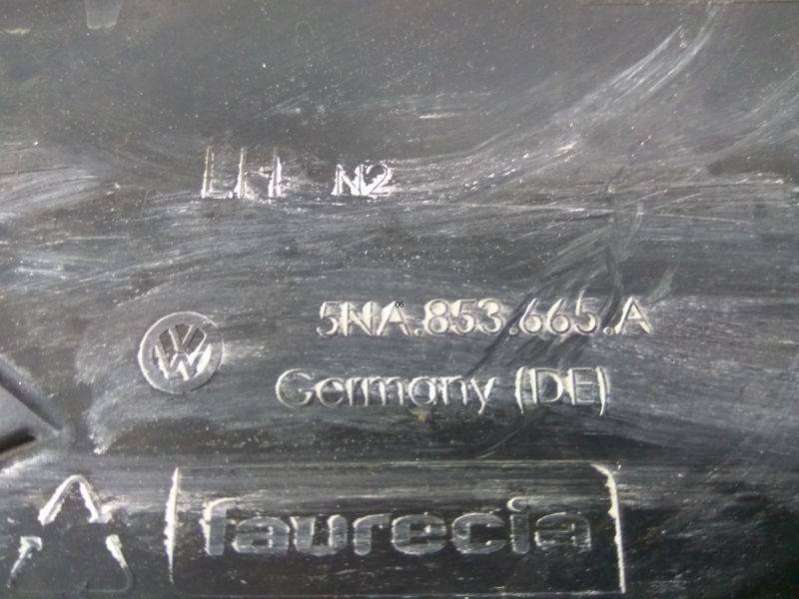 LH N2
5NA.853.665.A
Germany (DE)
faurecia